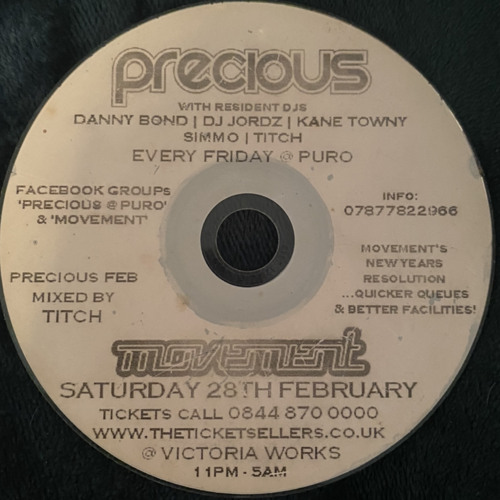 precious
WITH RESIDENT DJS
DANNY BOND | DJ JORDZ | KANE TOWNY
SIMMO | TITCH
EVERY FRIDAY @ PURO
FACEBOOK GROUPS
'PRECIOUS @ PURO'
& 'MOVEMENT'
INFO:
07877822966
PRECIOUS FEB
MIXED BY
TITCH
MOVEMENT'S
NEW YEARS
RESOLUTION
...QUICKER QUEUES
& BETTER FACILITIES!
movement
SATURDAY 28TH FEBRUARY
TICKETS CALL 0844 870 0000
WWW.THETICKETSELLERS.CO.UK
@ VICTORIA WORKS
11PM - 5AM